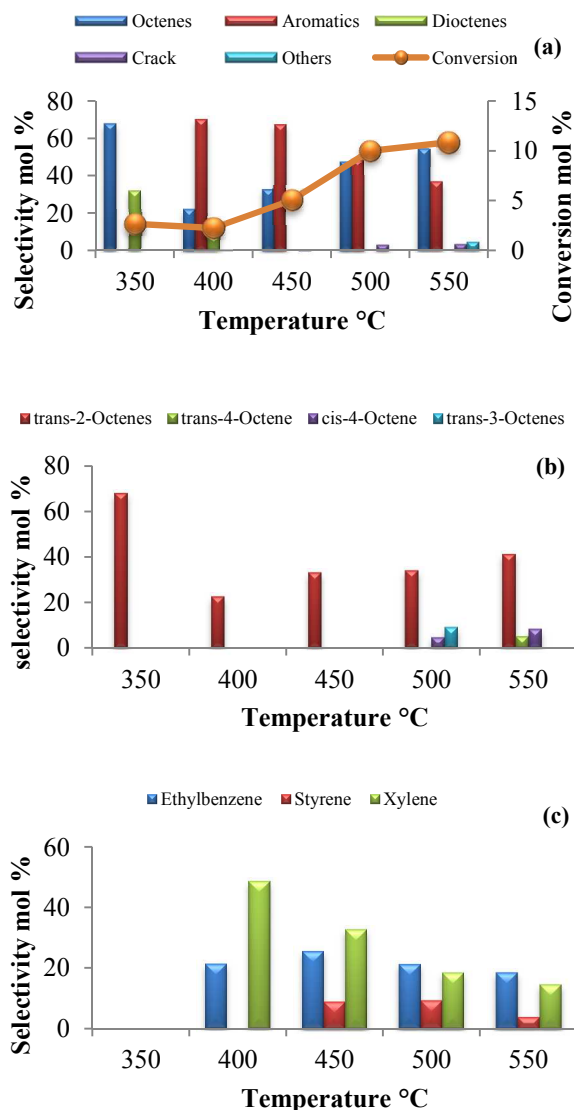 Octenes Aromatics Dioctenes
Crack Others Conversion
(a)
Selectivity mol %
80
60
40
20
0
15
10
5
0
Conversion mol %
350 400 450 500 550
Temperature °C
trans-2-Octenes trans-4-Octene cis-4-Octene trans-3-Octenes
(b)
selectivity mol %
80
60
40
20
0
350 400 450 500 550
Temperature °C
Ethylbenzene Styrene Xylene
(c)
Selectivity mol %
60
40
20
0
350 400 450 500 550
Temperature °C